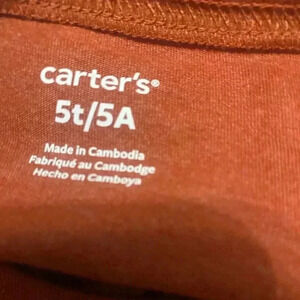 carter's®
5t/5A
Made in Cambodia
Fabriqué au Cambodge
Hecho en Camboya